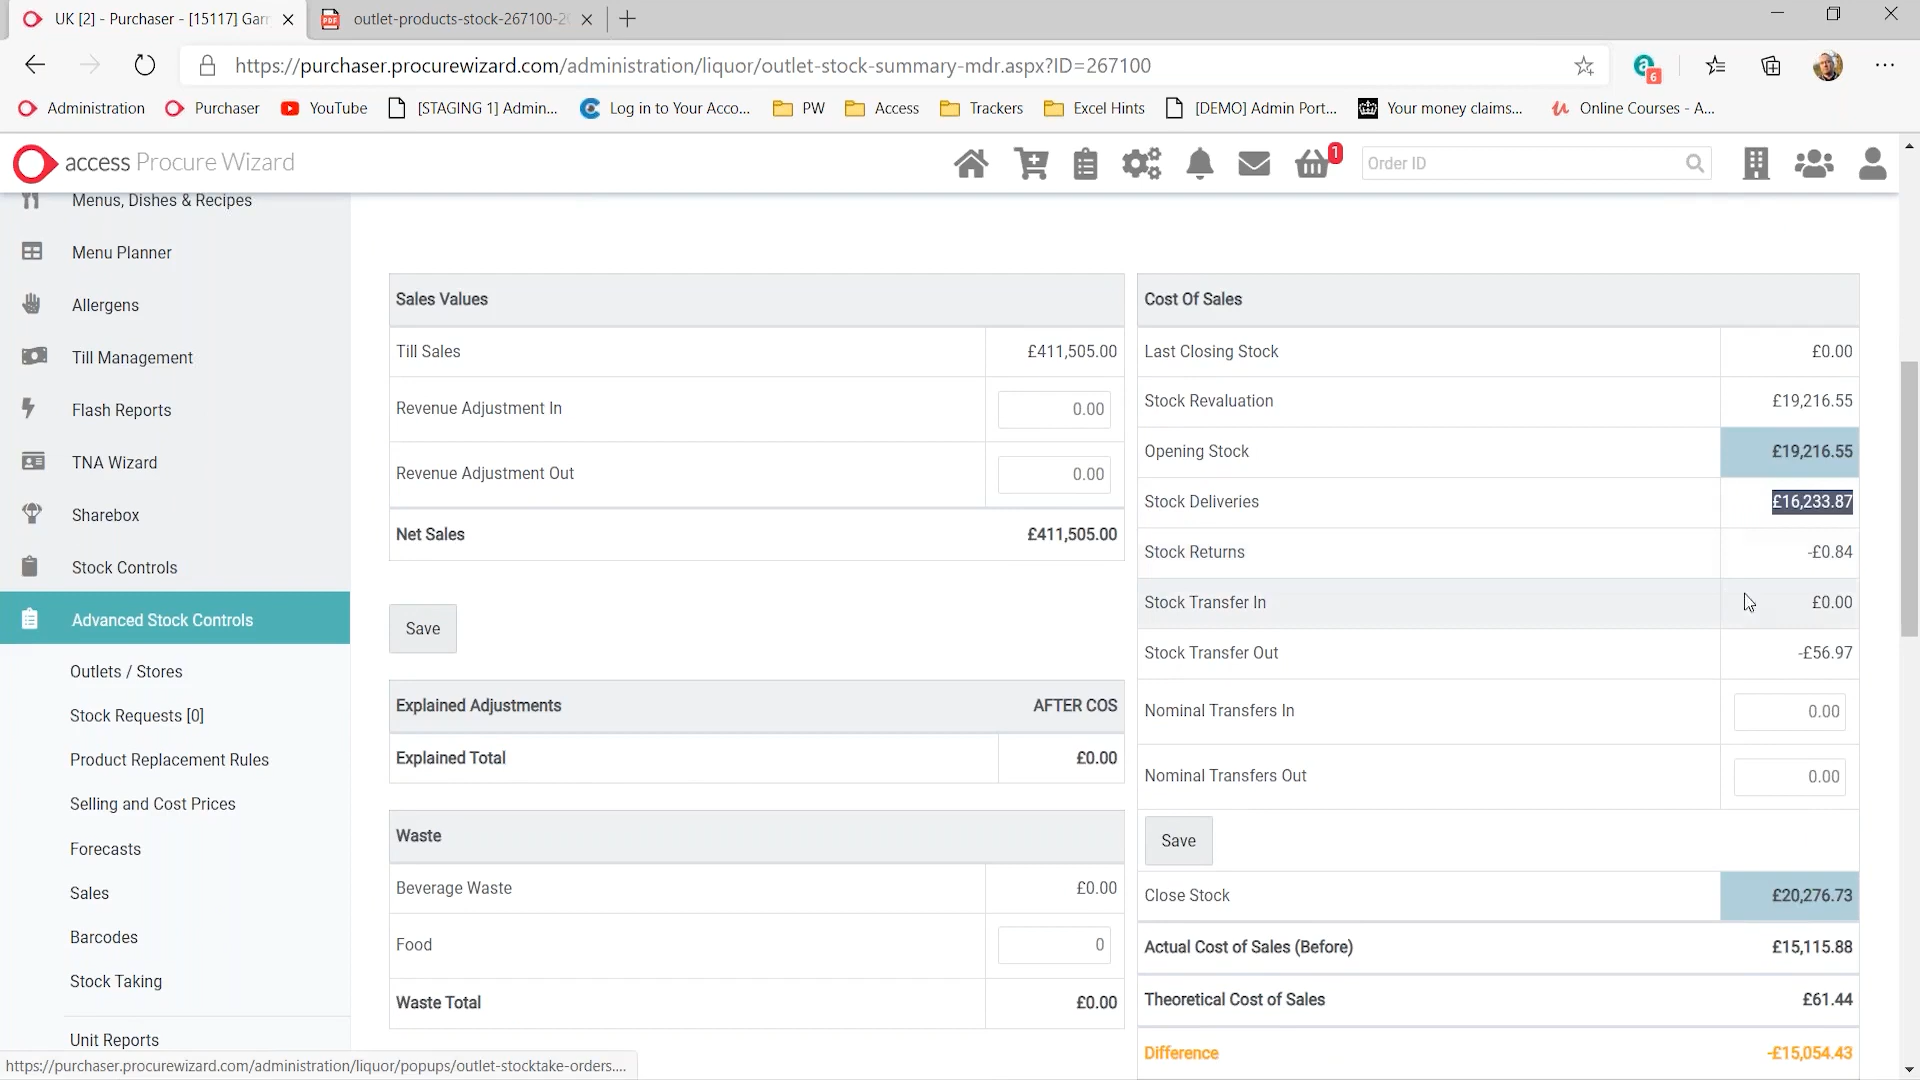 UK [2] - Purchaser - [15117] Garr
outlet-products-stock-267100-2
https://purchaser.procurewizard.com/administration/liquor/outlet-stock-summary-mdr.aspx?ID=267100
6
Administration
Purchaser
YouTube
[STAGING 1] Admin...
Log in to Your Acco...
PW
Access
Trackers
Excel Hints
[DEMO] Admin Port...
Your money claims...
Online Courses - A...
access Procure Wizard
1
Order ID
Menus, Dishes & Recipes
Menu Planner
Allergens
Till Management
Flash Reports
TNA Wizard
Sharebox
Stock Controls
Advanced Stock Controls
Outlets / Stores
Stock Requests [0]
Product Replacement Rules
Selling and Cost Prices
Forecasts
Sales
Barcodes
Stock Taking
Unit Reports
Sales Values
Till Sales £411,505.00
Revenue Adjustment In 0.00
Revenue Adjustment Out 0.00
Net Sales £411,505.00
Save
Explained Adjustments AFTER COS
Explained Total £0.00
Waste
Beverage Waste £0.00
Food 0
Waste Total £0.00
Cost Of Sales
Last Closing Stock £0.00
Stock Revaluation £19,216.55
Opening Stock £19,216.55
Stock Deliveries £16,233.87
Stock Returns -£0.84
Stock Transfer In £0.00
Stock Transfer Out -£56.97
Nominal Transfers In 0.00
Nominal Transfers Out 0.00
Save
Close Stock £20,276.73
Actual Cost of Sales (Before) £15,115.88
Theoretical Cost of Sales £61.44
Difference -£15,054.43
https://purchaser.procurewizard.com/administration/liquor/popups/outlet-stocktake-orders....